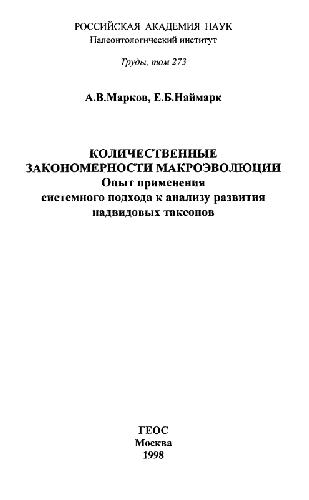 РОССИЙСКАЯ АКАДЕМИЯ НАУК
Палеонтологический институт
Труды, том 273
А.В.Марков, Е.Б.Наймарк
КОЛИЧЕСТВЕННЫЕ
ЗАКОНОМЕРНОСТИ МАКРОЭВОЛЮЦИИ
Опыт применения
системного подхода к анализу развития
надвидовых таксонов
ГЕОС
Москва
1998